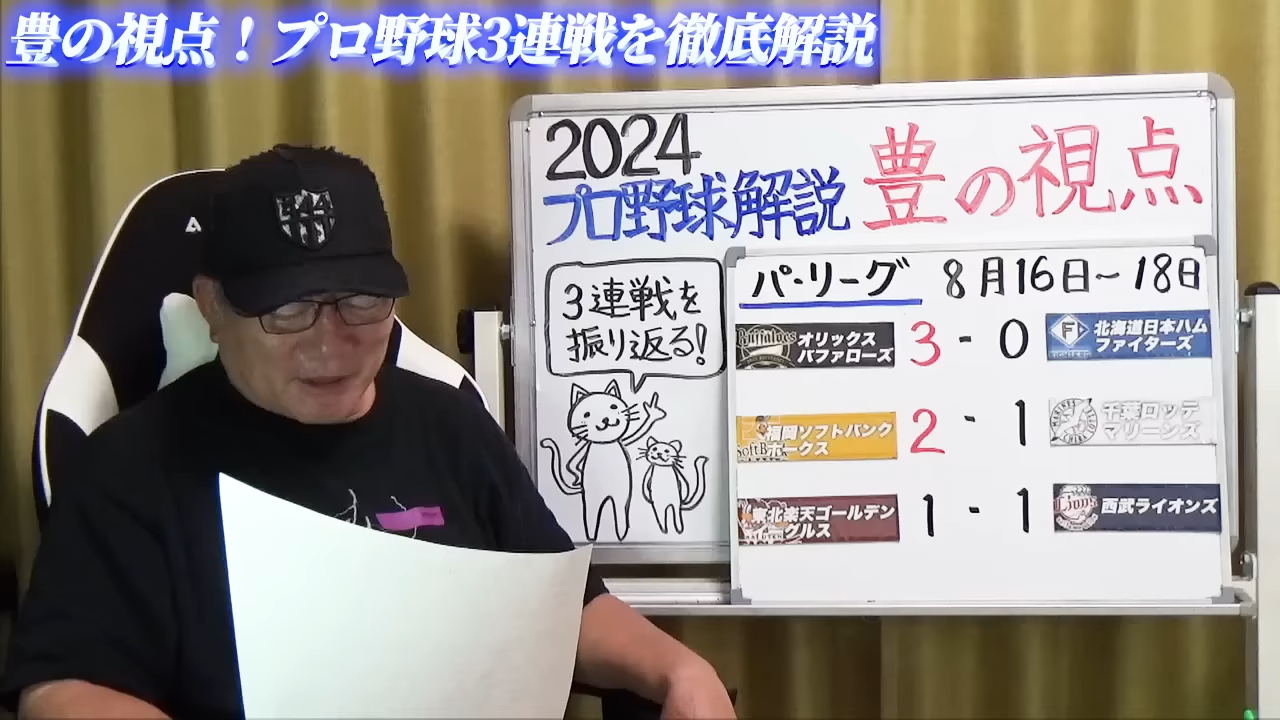 豊の視点！プロ野球3連戦を徹底解説
2024
プロ野球解説 豊の視点
3連戦を
振り返る!
パ・リーグ 8月16日～18日
Buffaloes オリックス
バファローズ
3 - 0
F 北海道日本ハム
ファイターズ
FIGHTERS
福岡ソフトバンク
ホークス
SoftB
2 - 1
千葉ロッテ
マリーンズ
東北楽天ゴールデン
イーグルス
1 - 1
Lions 西武ライオンズ